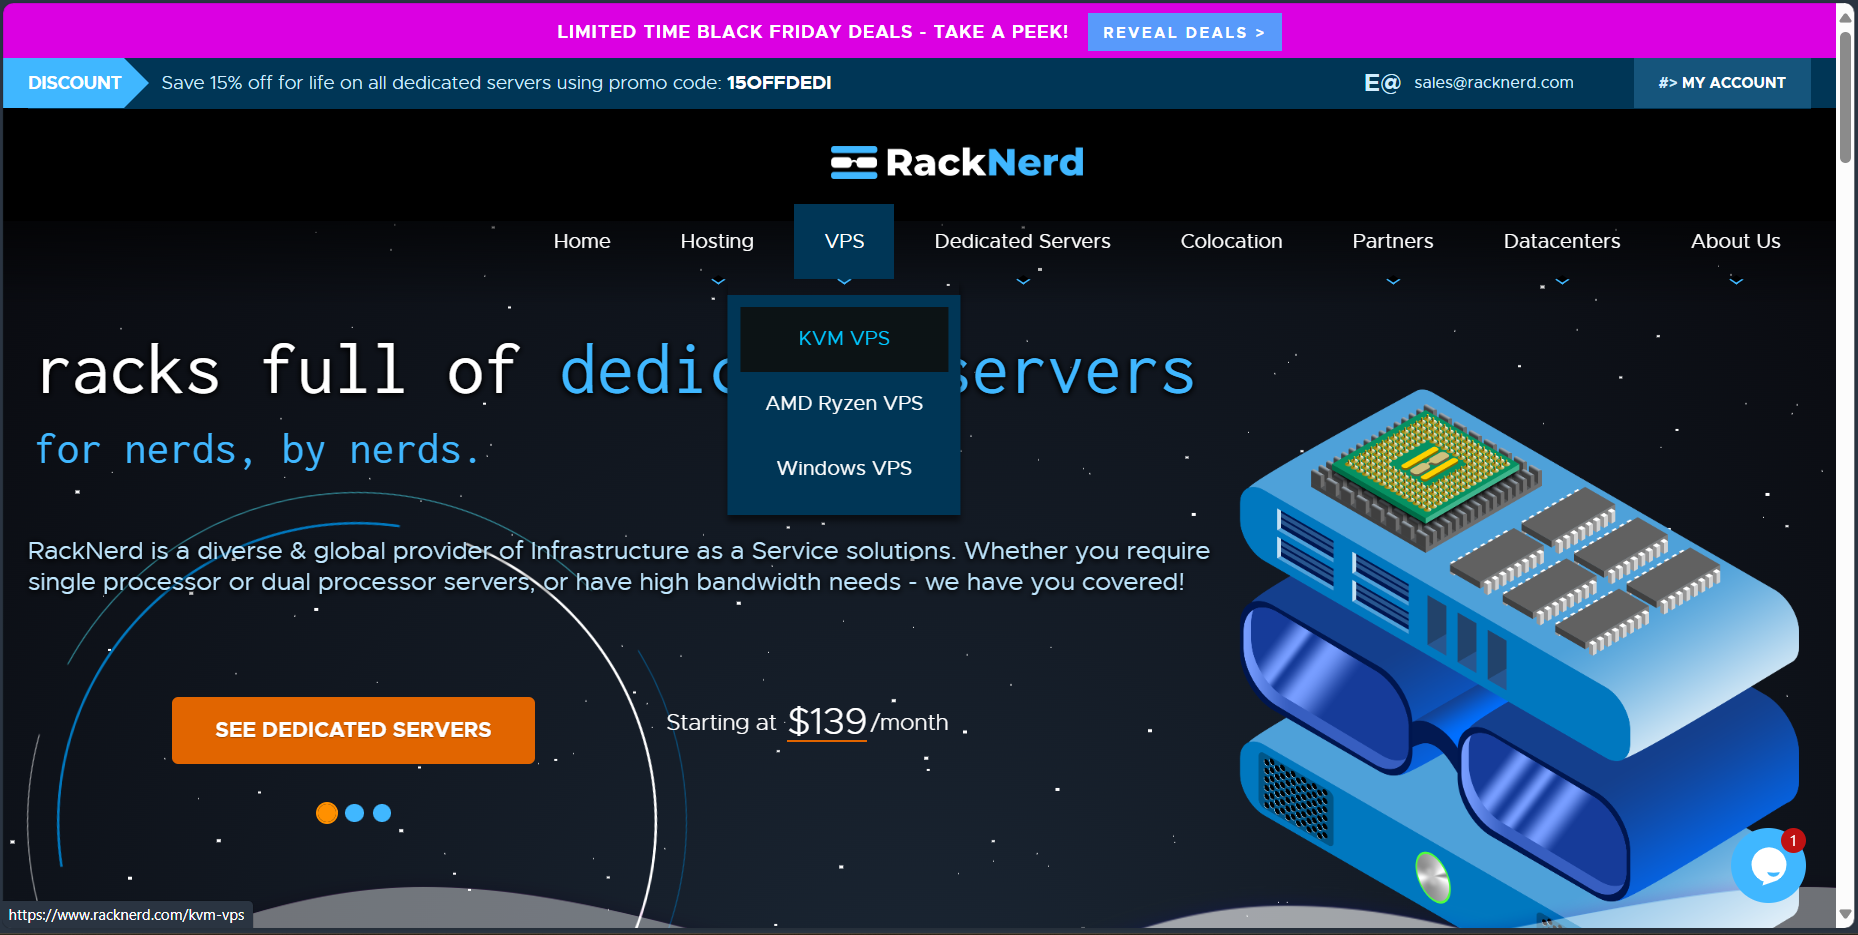 LIMITED TIME BLACK FRIDAY DEALS - TAKE A PEEK! REVEAL DEALS >
DISCOUNT Save 15% off for life on all dedicated servers using promo code: 15OFFDEDI E@ sales@racknerd.com #> MY ACCOUNT
RackNerd
Home Hosting VPS Dedicated Servers Colocation Partners Datacenters About Us
KVM VPS
AMD Ryzen VPS
Windows VPS
racks full of dedic servers
for nerds, by nerds.
RackNerd is a diverse & global provider of Infrastructure as a Service solutions. Whether you require
single processor or dual processor servers, or have high bandwidth needs - we have you covered!
SEE DEDICATED SERVERS Starting at $139/month
1
https://www.racknerd.com/kvm-vps